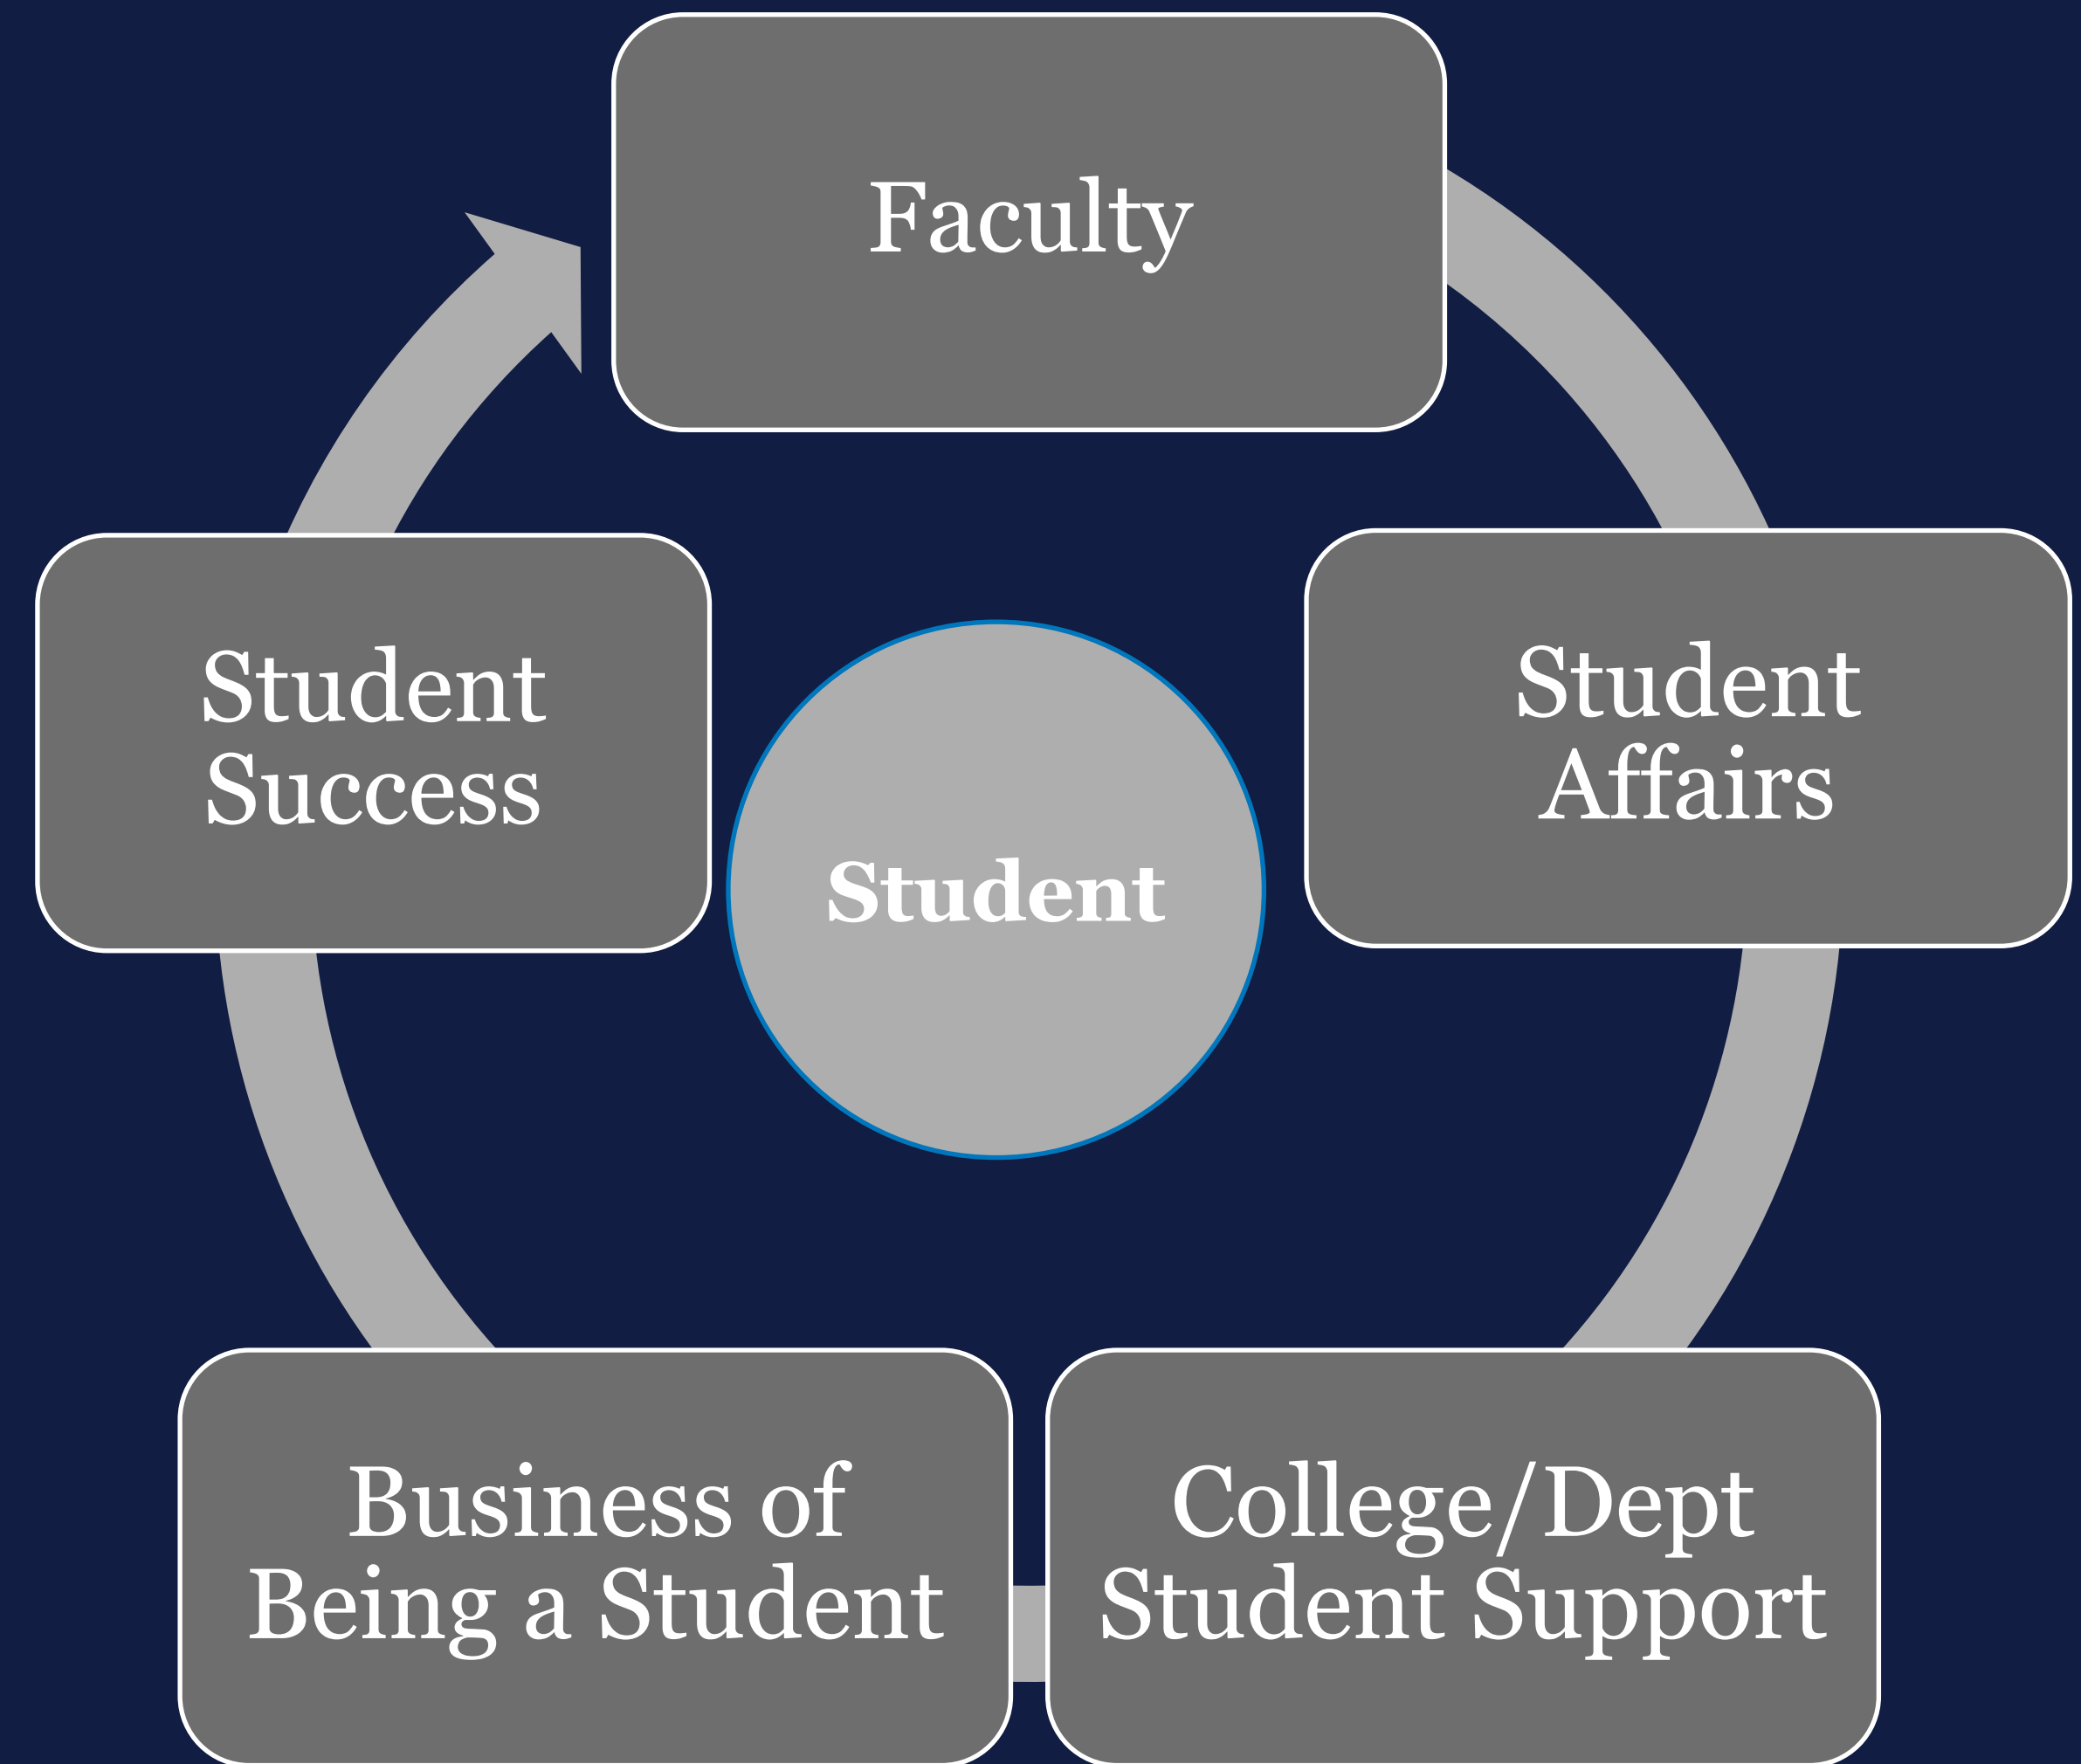 Faculty
Student
Success
Student
Affairs
Student
Business of
Being a Student
College/Dept
Student Support